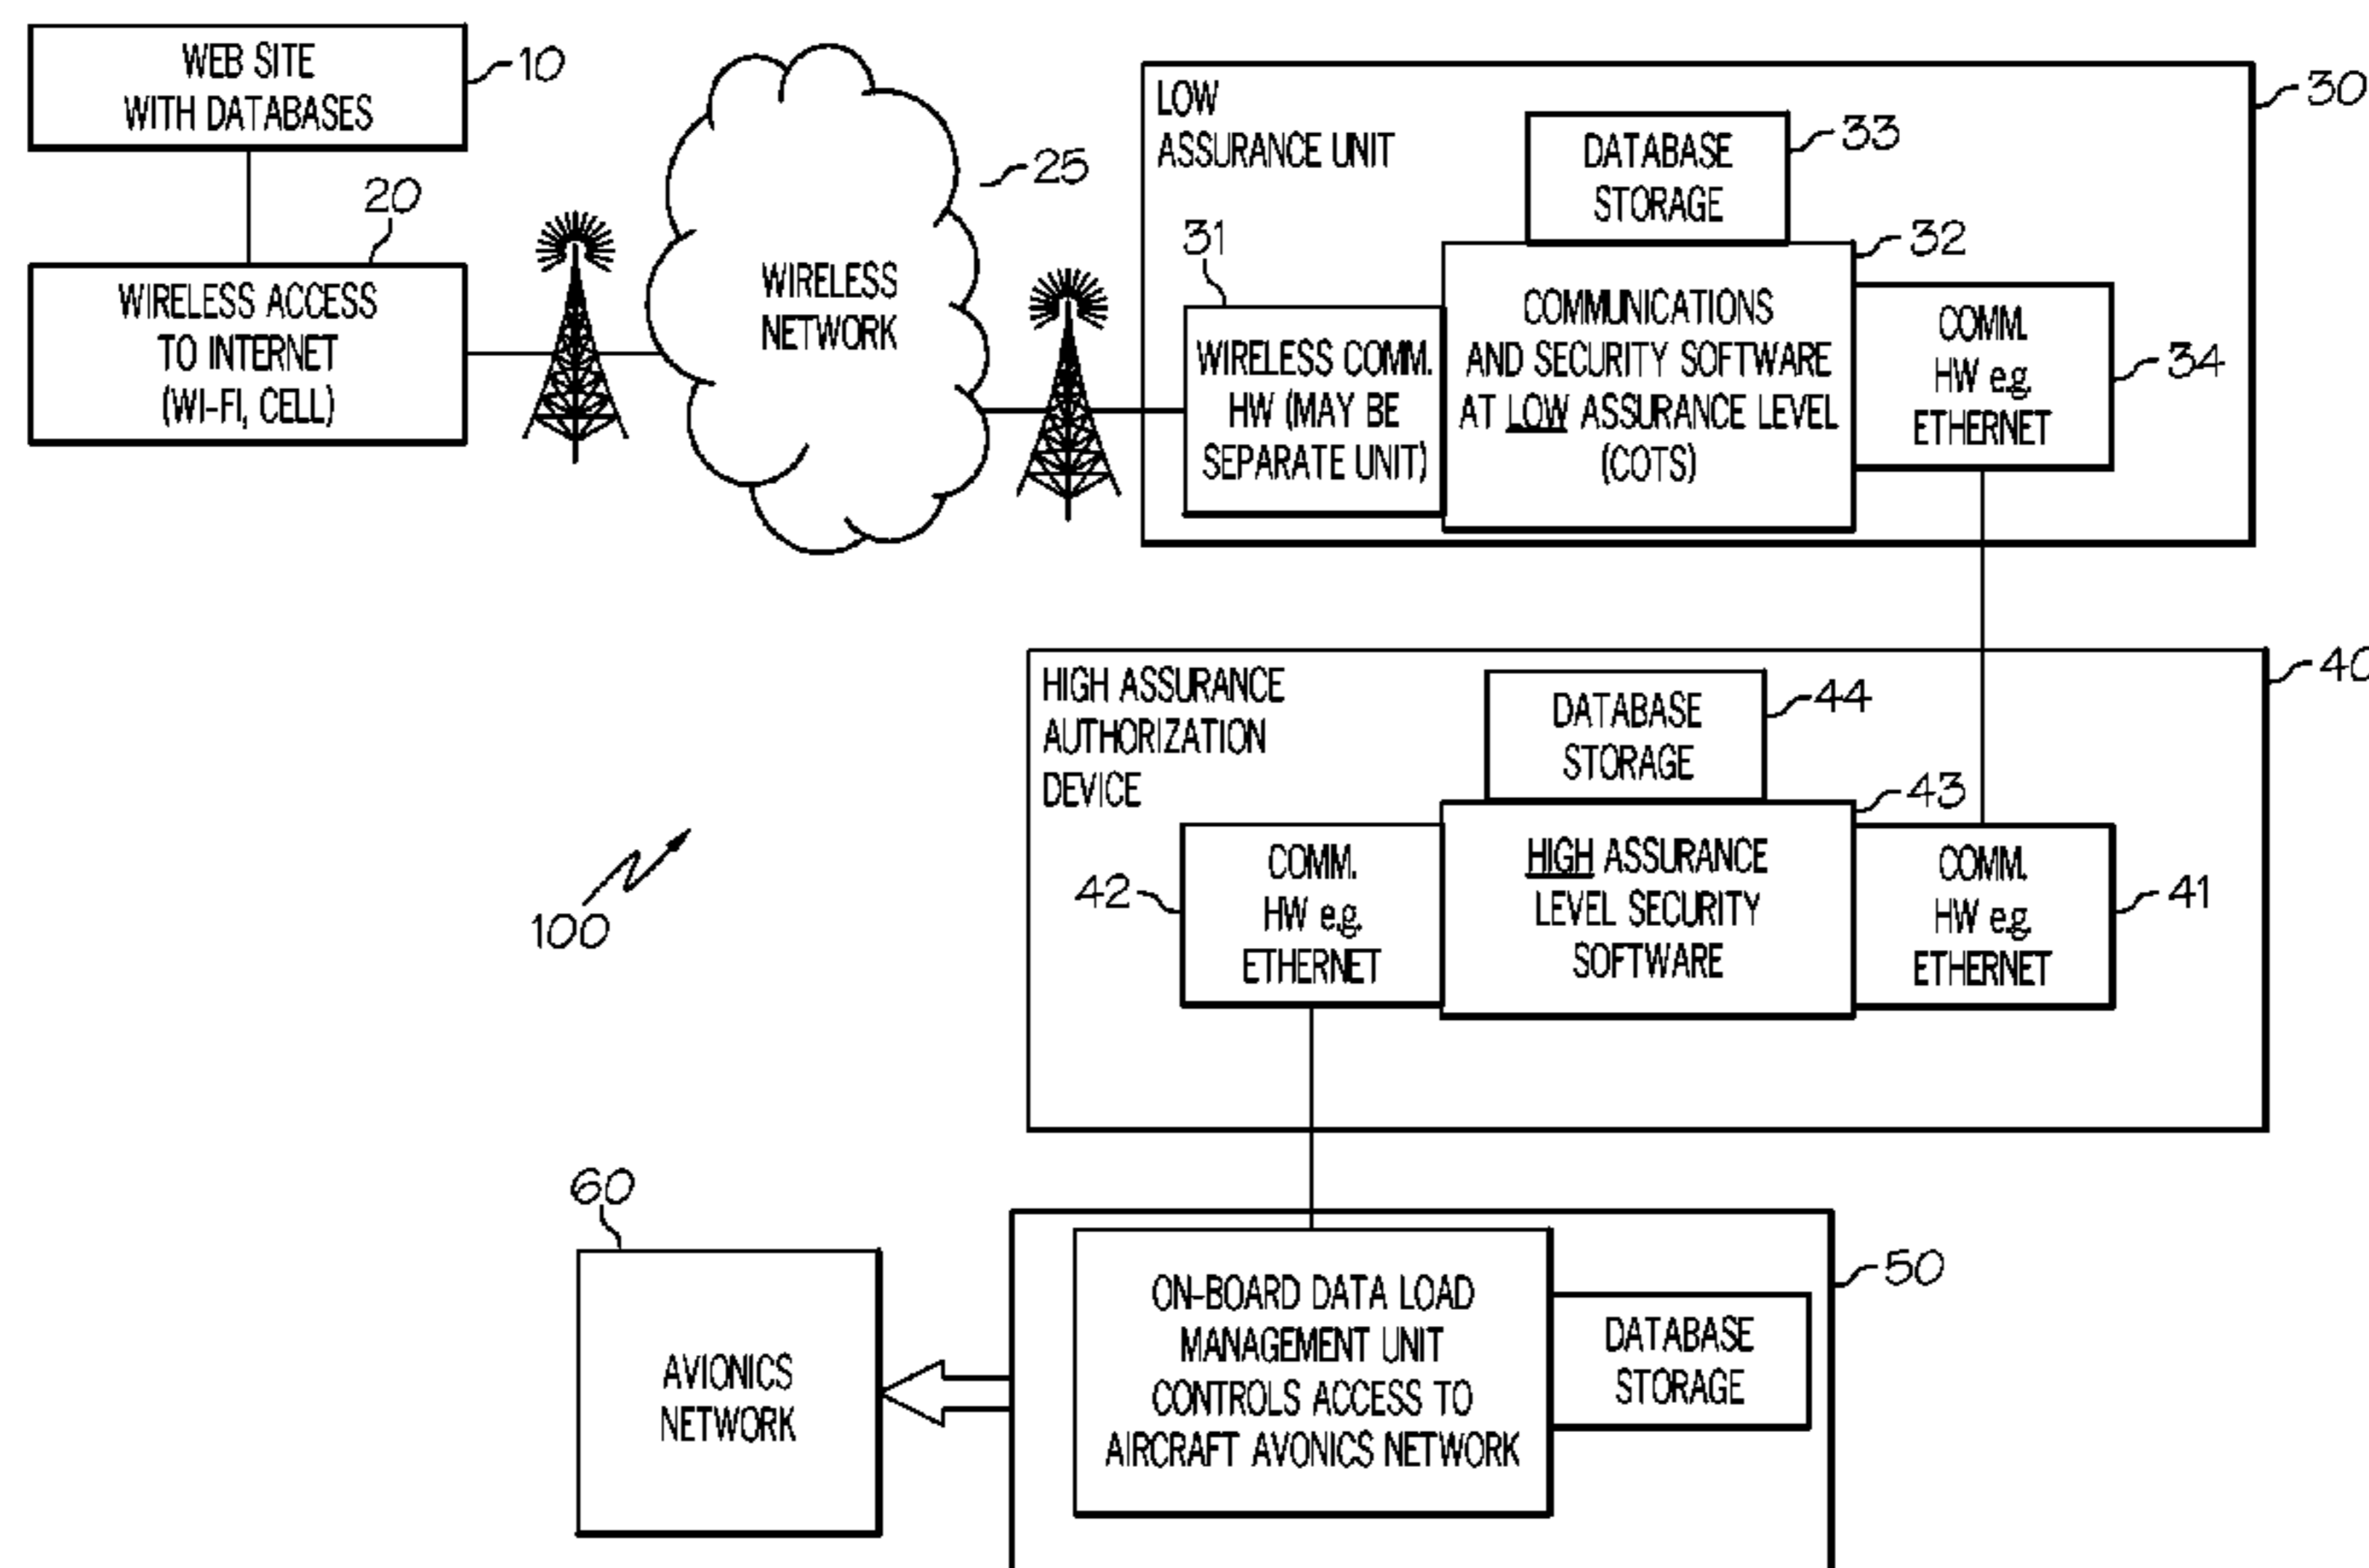 WEB SITE
WITH DATABASES
10
20
WIRELESS ACCESS
TO INTERNET
(WI-FI, CELL)
WIRELESS
NETWORK
25
LOW
ASSURANCE UNIT
30
DATABASE
STORAGE
33
31
WIRELESS COMM.
HW (MAY BE
SEPARATE UNIT)
32
COMMUNICATIONS
AND SECURITY SOFTWARE
AT LOW ASSURANCE LEVEL
(COTS)
COMM.
HW e.g.
ETHERNET
34
HIGH ASSURANCE
AUTHORIZATION
DEVICE
40
DATABASE
STORAGE
44
42
COMM.
HW e.g.
ETHERNET
43
HIGH ASSURANCE
LEVEL SECURITY
SOFTWARE
COMM.
HW e.g.
ETHERNET
41
100
60
AVIONICS
NETWORK
ON-BOARD DATA LOAD
MANAGEMENT UNIT
CONTROLS ACCESS TO
AIRCRAFT AVONICS NETWORK
DATABASE
STORAGE
50